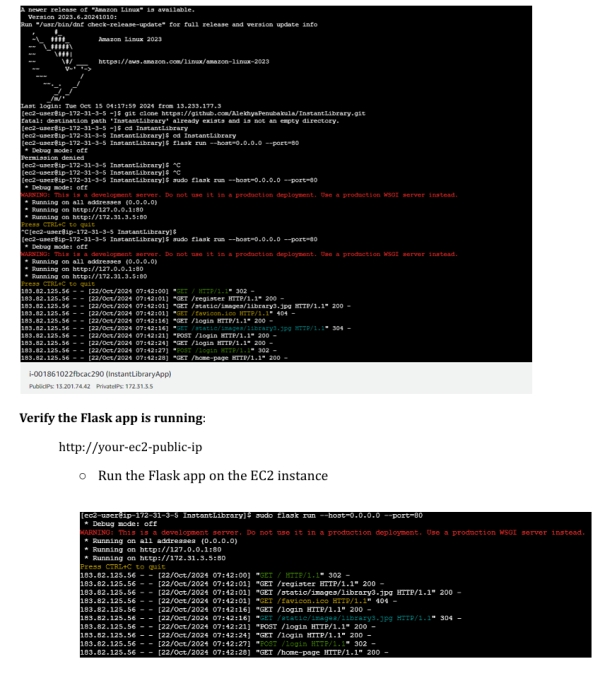 A newer release of "Amazon Linux" is available.
Version 2023.6.20241010:
Run "/usr/bin/dnf check-release-update" for full release and version update info
Amazon Linux 2023
https://aws.amazon.com/linux/amazon-linux-2023
Last login: Tue Oct 15 04:17:59 2024 from 13.233.177.3
[ec2-user@ip-172-31-3-5 ~]$ git clone https://github.com/AlekhyaPenubakula/InstantLibrary.git
fatal: destination path 'InstantLibrary' already exists and is not an empty directory.
[ec2-user@ip-172-31-3-5 ~]$ cd InstantLibrary
[ec2-user@ip-172-31-3-5 InstantLibrary]$ cd InstantLibrary
[ec2-user@ip-172-31-3-5 InstantLibrary]$ flask run --host=0.0.0.0 --port=80
* Debug mode: off
Permission denied
[ec2-user@ip-172-31-3-5 InstantLibrary]$ ^C
[ec2-user@ip-172-31-3-5 InstantLibrary]$ ^C
[ec2-user@ip-172-31-3-5 InstantLibrary]$ sudo flask run --host=0.0.0.0 --port=80
* Debug mode: off
WARNING: This is a development server. Do not use it in a production deployment. Use a production WSGI server instead.
* Running on all addresses (0.0.0.0)
* Running on http://127.0.0.1:80
* Running on http://172.31.3.5:80
Press CTRL+C to quit
^C[ec2-user@ip-172-31-3-5 InstantLibrary]$
[ec2-user@ip-172-31-3-5 InstantLibrary]$ sudo flask run --host=0.0.0.0 --port=80
* Debug mode: off
WARNING: This is a development server. Do not use it in a production deployment. Use a production WSGI server instead.
* Running on all addresses (0.0.0.0)
* Running on http://127.0.0.1:80
* Running on http://172.31.3.5:80
Press CTRL+C to quit
183.82.125.56 - - [22/Oct/2024 07:42:00] "GET / HTTP/1.1" 302 -
183.82.125.56 - - [22/Oct/2024 07:42:01] "GET /register HTTP/1.1" 200 -
183.82.125.56 - - [22/Oct/2024 07:42:01] "GET /static/images/library3.jpg HTTP/1.1" 200 -
183.82.125.56 - - [22/Oct/2024 07:42:01] "GET /favicon.ico HTTP/1.1" 404 -
183.82.125.56 - - [22/Oct/2024 07:42:16] "GET /login HTTP/1.1" 200 -
183.82.125.56 - - [22/Oct/2024 07:42:16] "GET /static/images/library3.jpg HTTP/1.1" 304 -
183.82.125.56 - - [22/Oct/2024 07:42:21] "POST /login HTTP/1.1" 200 -
183.82.125.56 - - [22/Oct/2024 07:42:24] "GET /login HTTP/1.1" 200 -
183.82.125.56 - - [22/Oct/2024 07:42:27] "POST /login HTTP/1.1" 302 -
183.82.125.56 - - [22/Oct/2024 07:42:28] "GET /home-page HTTP/1.1" 200 -
i-001861022fbcac290 (InstantLibraryApp)
PublicIPs: 13.201.74.42 PrivateIPs: 172.31.3.5
Verify the Flask app is running:
http://your-ec2-public-ip
○ Run the Flask app on the EC2 instance
[ec2-user@ip-172-31-3-5 InstantLibrary]$ sudo flask run --host=0.0.0.0 --port=80
* Debug mode: off
WARNING: This is a development server. Do not use it in a production deployment. Use a production WSGI server instead.
* Running on all addresses (0.0.0.0)
* Running on http://127.0.0.1:80
* Running on http://172.31.3.5:80
Press CTRL+C to quit
183.82.125.56 - - [22/Oct/2024 07:42:00] "GET / HTTP/1.1" 302 -
183.82.125.56 - - [22/Oct/2024 07:42:01] "GET /register HTTP/1.1" 200 -
183.82.125.56 - - [22/Oct/2024 07:42:01] "GET /static/images/library3.jpg HTTP/1.1" 200 -
183.82.125.56 - - [22/Oct/2024 07:42:01] "GET /favicon.ico HTTP/1.1" 404 -
183.82.125.56 - - [22/Oct/2024 07:42:16] "GET /login HTTP/1.1" 200 -
183.82.125.56 - - [22/Oct/2024 07:42:16] "GET /static/images/library3.jpg HTTP/1.1" 304 -
183.82.125.56 - - [22/Oct/2024 07:42:21] "POST /login HTTP/1.1" 200 -
183.82.125.56 - - [22/Oct/2024 07:42:24] "GET /login HTTP/1.1" 200 -
183.82.125.56 - - [22/Oct/2024 07:42:27] "POST /login HTTP/1.1" 302 -
183.82.125.56 - - [22/Oct/2024 07:42:28] "GET /home-page HTTP/1.1" 200 -